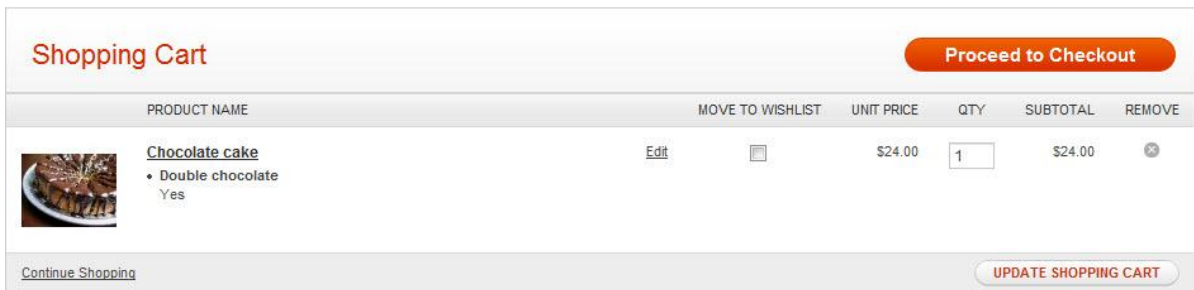 Shopping Cart
Proceed to Checkout
PRODUCT NAME MOVE TO WISHLIST UNIT PRICE QTY SUBTOTAL REMOVE
Chocolate cake Edit $24.00 1 $24.00
• Double chocolate
Yes
Continue Shopping UPDATE SHOPPING CART